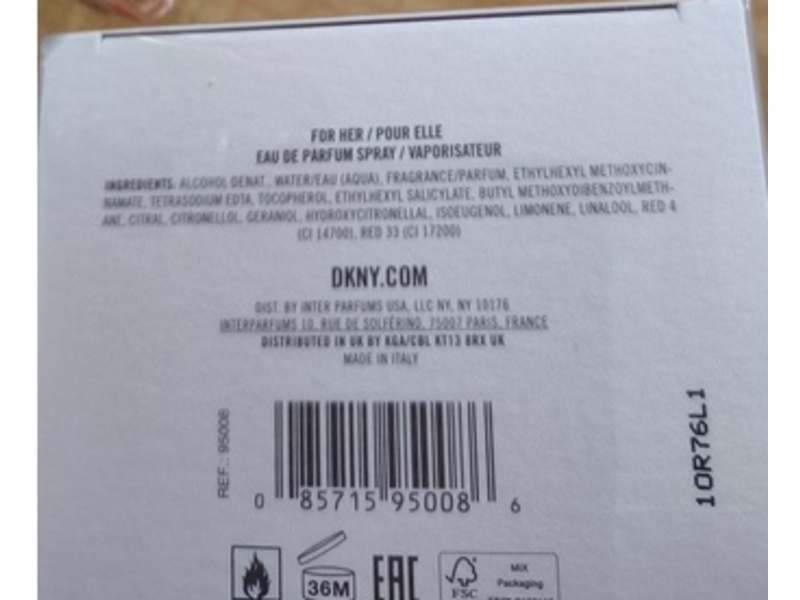 FOR HER / POUR ELLE
EAU DE PARFUM SPRAY / VAPORISATEUR
INGREDIENTS: ALCOHOL DENAT., WATER/EAU (AQUA), FRAGRANCE/PARFUM, ETHYLHEXYL METHOXYCIN-
NAMATE, TETRASODIUM EDTA, TOCOPHEROL, ETHYLHEXYL SALICYLATE, BUTYL METHOXYDIBENZOYLMETH-
ANE, CITRAL, CITRONELLOL, GERANIOL, HYDROXYCITRONELLAL, ISOEUGENOL, LIMONENE, LINALOOL, RED 4
(CI 14700), RED 33 (CI 17200)
DKNY.COM
DIST. BY INTER PARFUMS USA, LLC NY, NY 10176
INTERPARFUMS 10, RUE DE SOLFÉRINO, 75007 PARIS, FRANCE
DISTRIBUTED IN UK BY KGA/CBL KT13 8RX UK
MADE IN ITALY
REF.: 95008
0 85715 95008 6
10R76L1
36M
EAC
FSC
MIX
Packaging